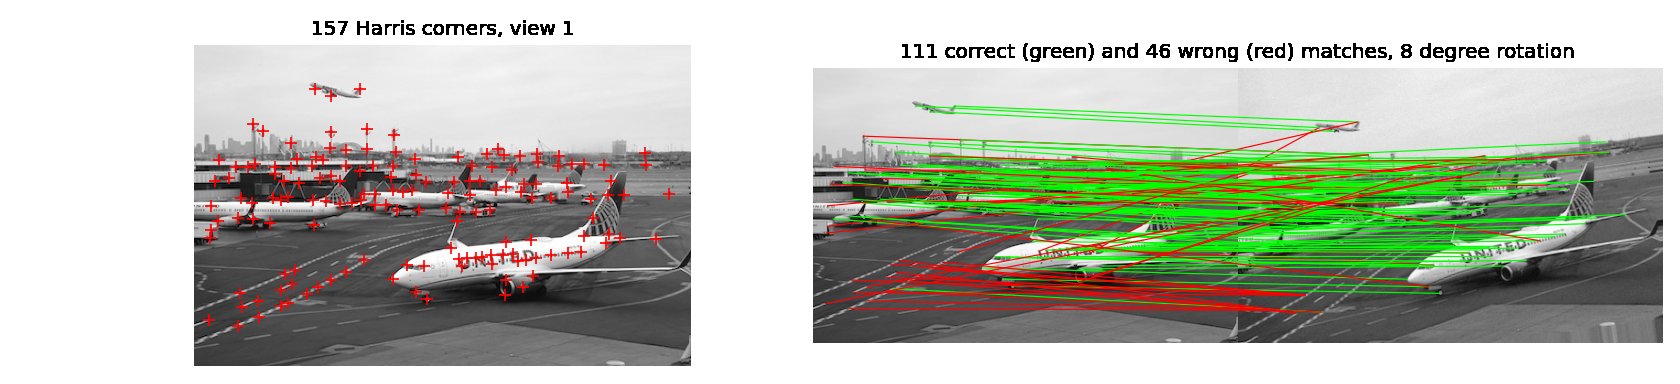 157 Harris corners, view 1
111 correct (green) and 46 wrong (red) matches, 8 degree rotation
UNITED
UNITED
UNITED